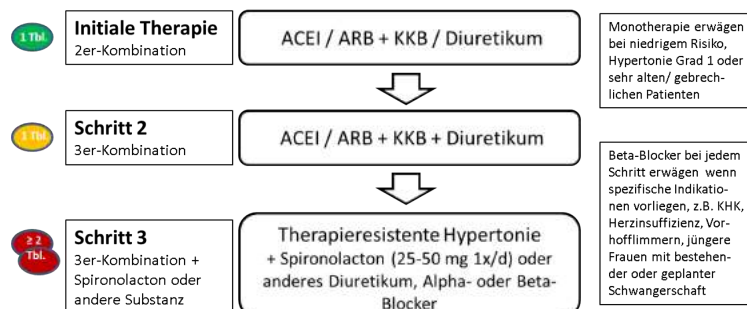 1 Tbl.
Initiale Therapie
2er-Kombination
ACEI / ARB + KKB / Diuretikum
Monotherapie erwägen
bei niedrigem Risiko,
Hypertonie Grad 1 oder
sehr alten/ gebrech-
lichen Patienten
1 Tbl.
Schritt 2
3er-Kombination
ACEI / ARB + KKB + Diuretikum
≥ 2
Tbl.
Schritt 3
3er-Kombination +
Spironolacton oder
andere Substanz
Therapieresistente Hypertonie
+ Spironolacton (25-50 mg 1x/d) oder
anderes Diuretikum, Alpha- oder Beta-
Blocker
Beta-Blocker bei jedem
Schritt erwägen wenn
spezifische Indikatio-
nen vorliegen, z.B. KHK,
Herzinsuffizienz, Vor-
hofflimmern, jüngere
Frauen mit bestehen-
der oder geplanter
Schwangerschaft